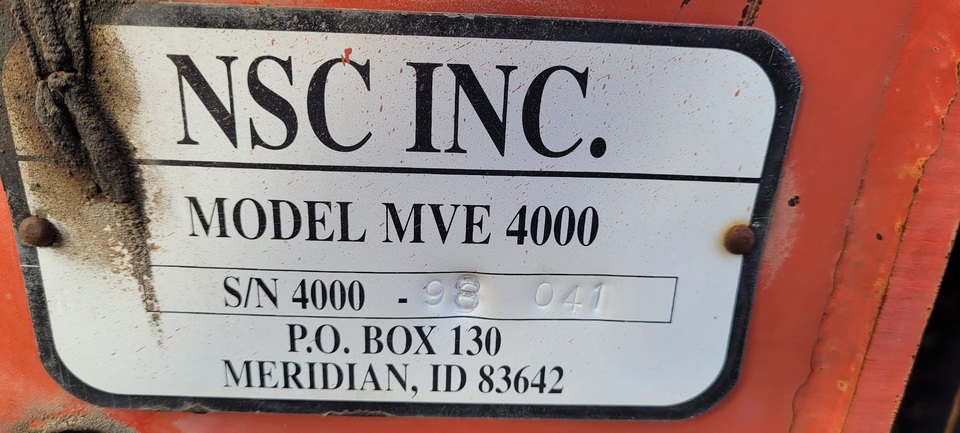 NSC INC.
MODEL MVE 4000
S/N 4000 - 98 041
P.O. BOX 130
MERIDIAN, ID 83642